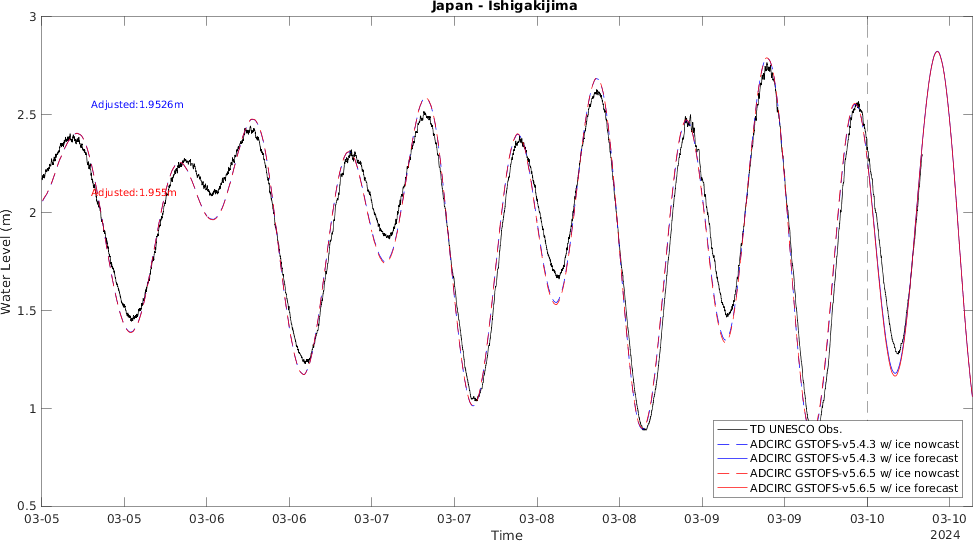 Japan - Ishigakijima
3
2.5
2
1.5
1
0.5
Water Level (m)
Adjusted:1.9526m
Adjusted:1.955m
TD UNESCO Obs.
ADCIRC GSTOFS-v5.4.3 w/ ice nowcast
ADCIRC GSTOFS-v5.4.3 w/ ice forecast
ADCIRC GSTOFS-v5.6.5 w/ ice nowcast
ADCIRC GSTOFS-v5.6.5 w/ ice forecast
03-05 03-05 03-06 03-06 03-07 03-07 03-08 03-08 03-09 03-09 03-10 03-10
Time
2024